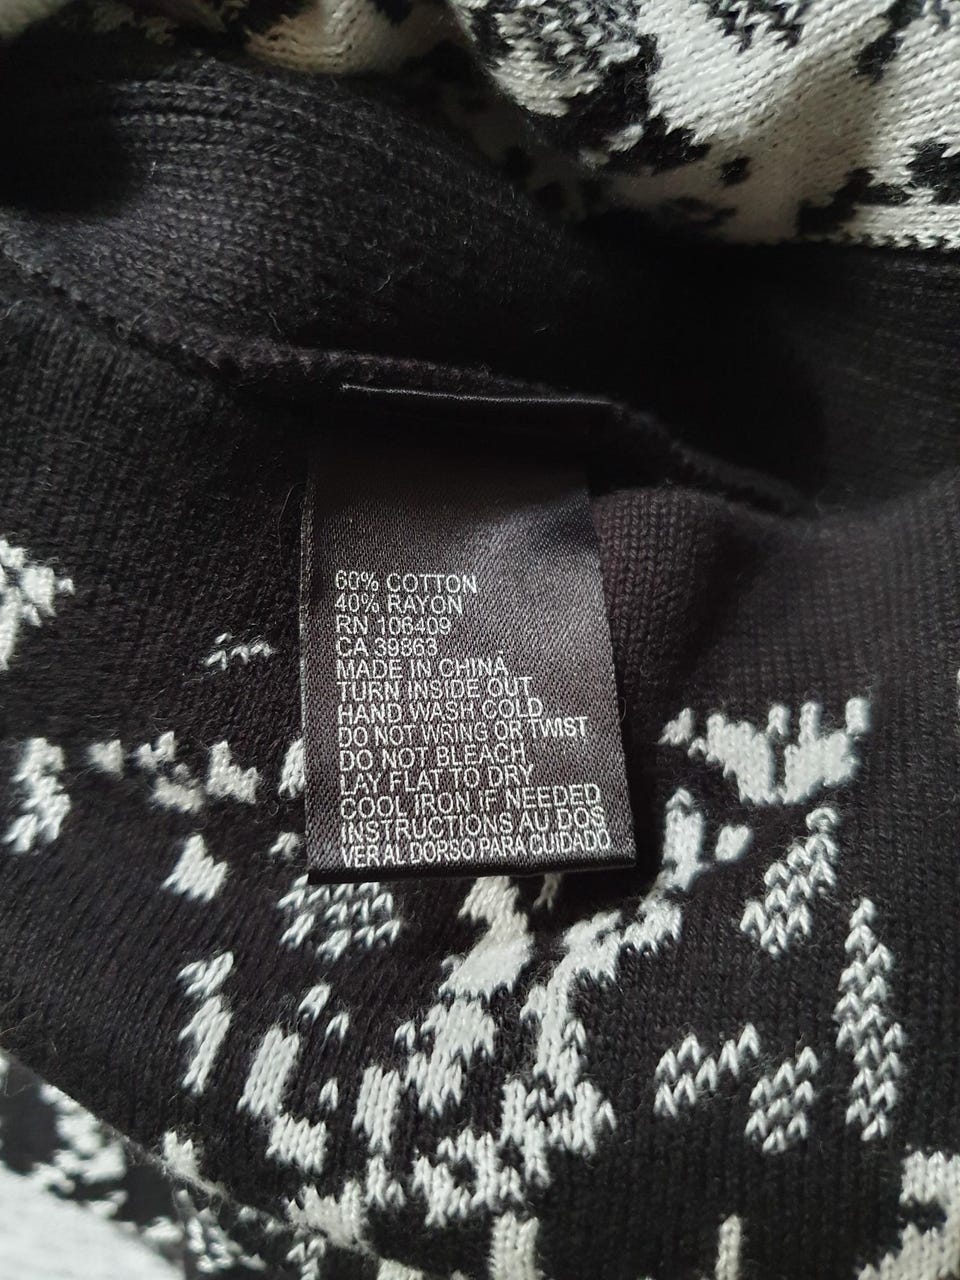 60% COTTON
40% RAYON
RN 106409
CA 39863
MADE IN CHINA
TURN INSIDE OUT
HAND WASH COLD
DO NOT WRING OR TWIST
DO NOT BLEACH
LAY FLAT TO DRY
COOL IRON IF NEEDED
INSTRUCTIONS AU DOS
VER AL DORSO PARA CUIDADO